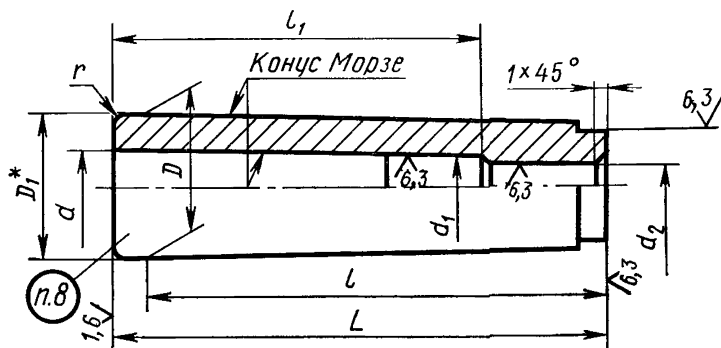 l₁
Конус Морзе
1×45°
r
6,3
D₁*
d
D
6,3
d₁
6,3
d₂
п.8
1,6
l
6,3
L